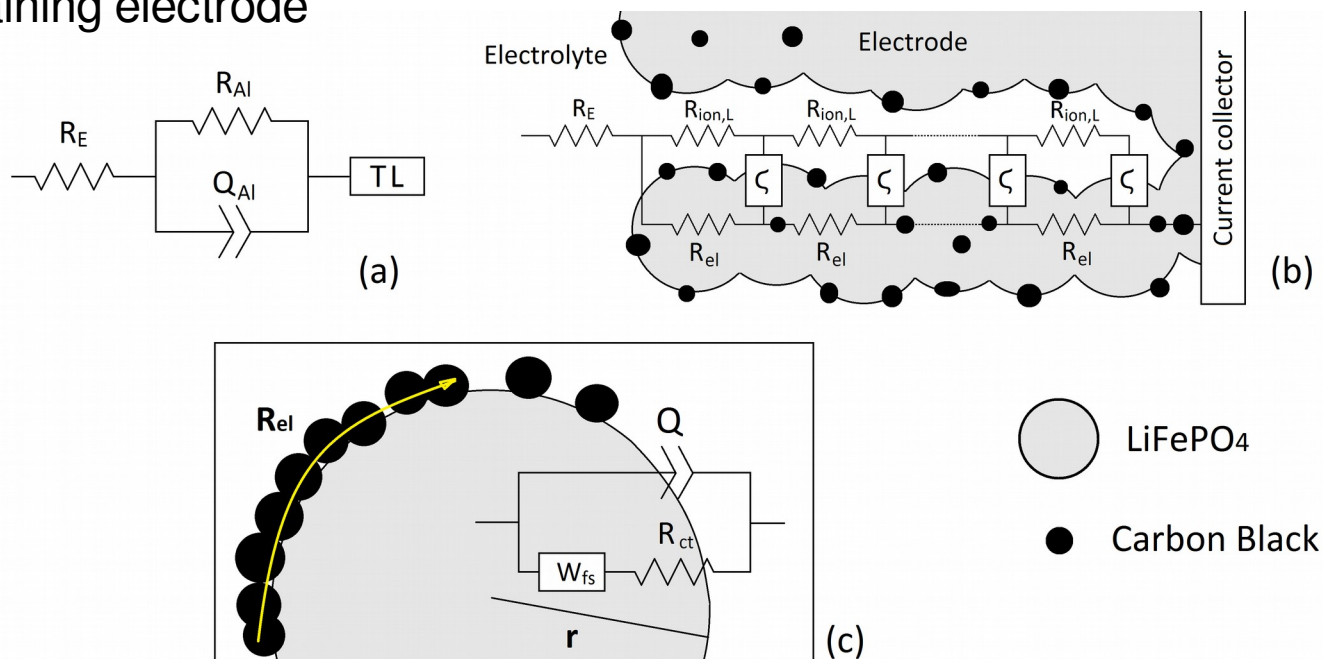 ining electrode
R_E
R_Al
Q_Al
TL
(a)
Electrolyte
Electrode
R_E
R_ion,L
R_ion,L
R_ion,L
ς
ς
ς
ς
R_el
R_el
R_el
Current collector
(b)
R_el
Q
R_ct
W_fs
r
(c)
LiFePO4
Carbon Black